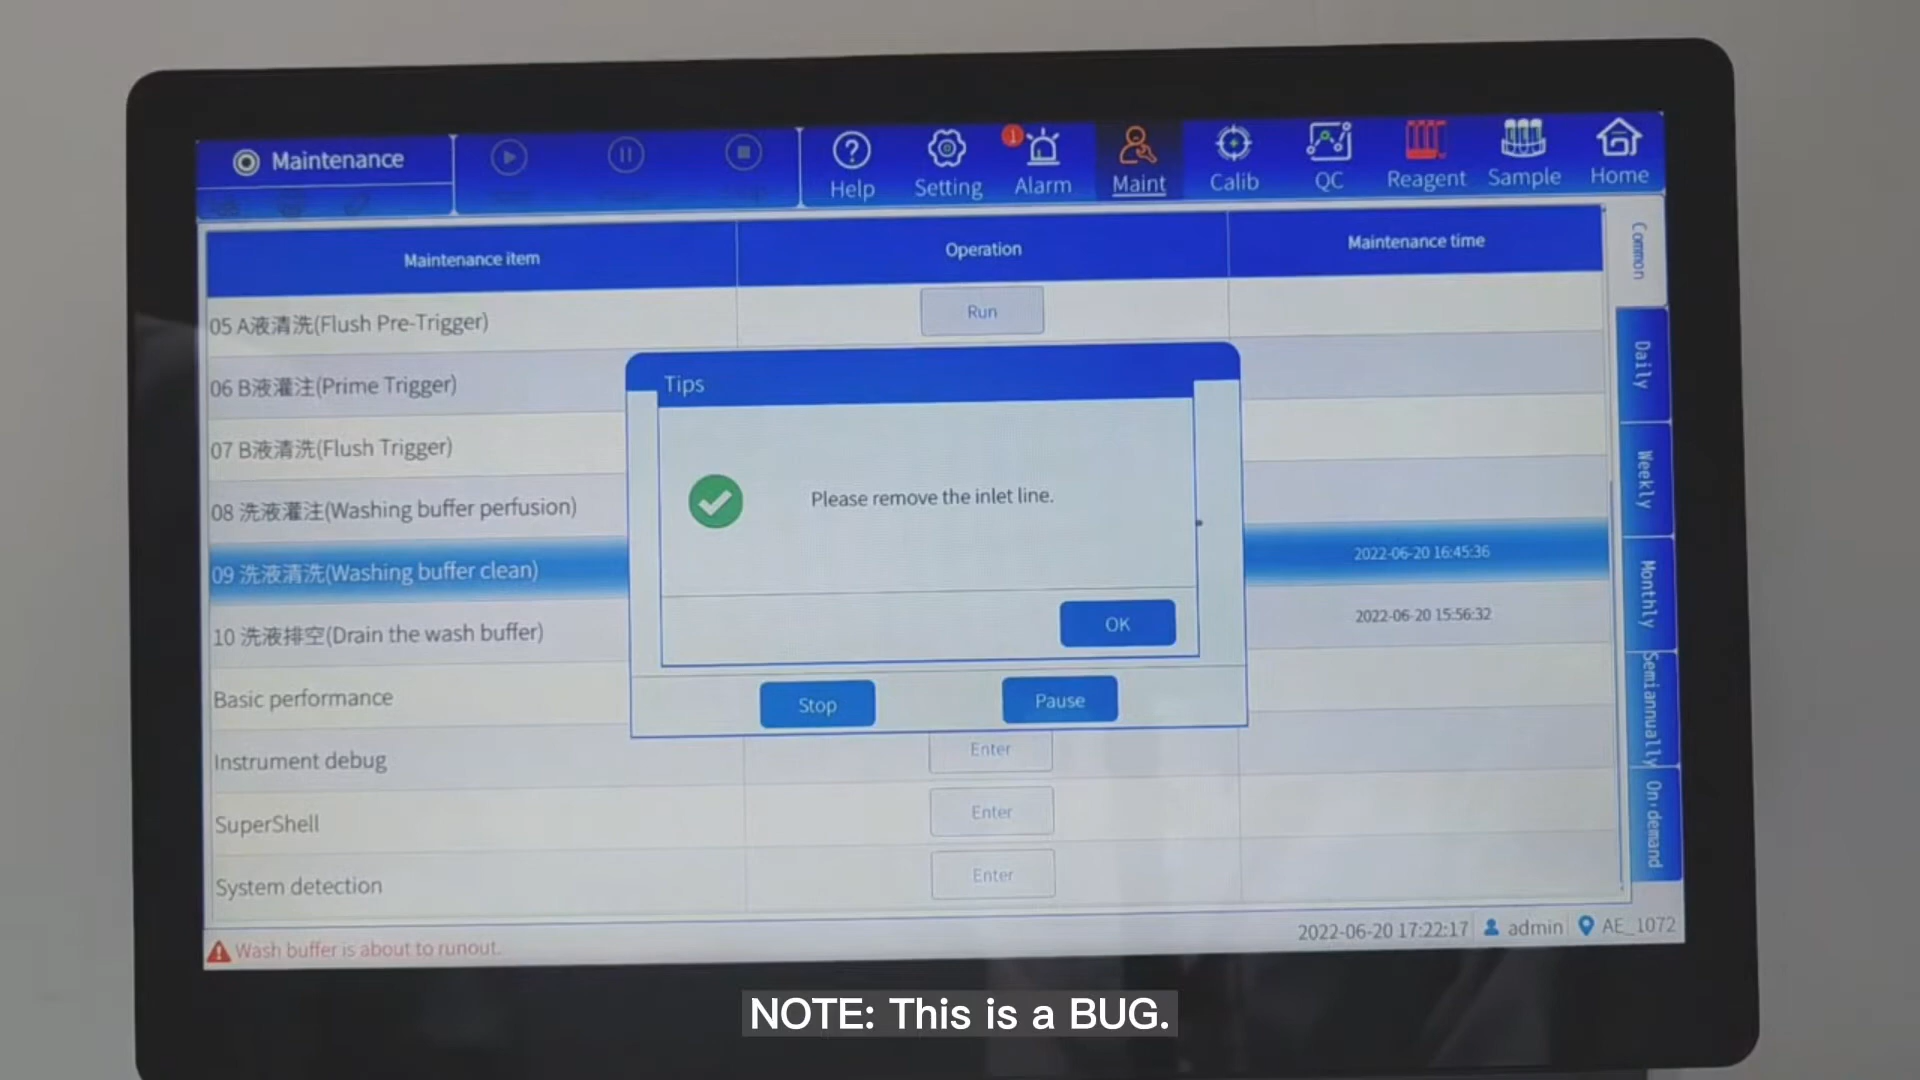 Maintenance
Help
Setting
1
Alarm
Maint
Calib
QC
Reagent
Sample
Home
Maintenance item
Operation
Maintenance time
Common
Daily
Weekly
Monthly
Semiannually
On-demand
05 A液清洗(Flush Pre-Trigger)
Run
06 B液灌注(Prime Trigger)
07 B液清洗(Flush Trigger)
08 洗液灌注(Washing buffer perfusion)
09 洗液清洗(Washing buffer clean)
2022-06-20 16:45:36
10 洗液排空(Drain the wash buffer)
2022-06-20 15:56:32
Basic performance
Instrument debug
Enter
SuperShell
Enter
System detection
Enter
Tips
Please remove the inlet line.
OK
Stop
Pause
Wash buffer is about to runout.
2022-06-20 17:22:17
admin
AE_1072
NOTE: This is a BUG.